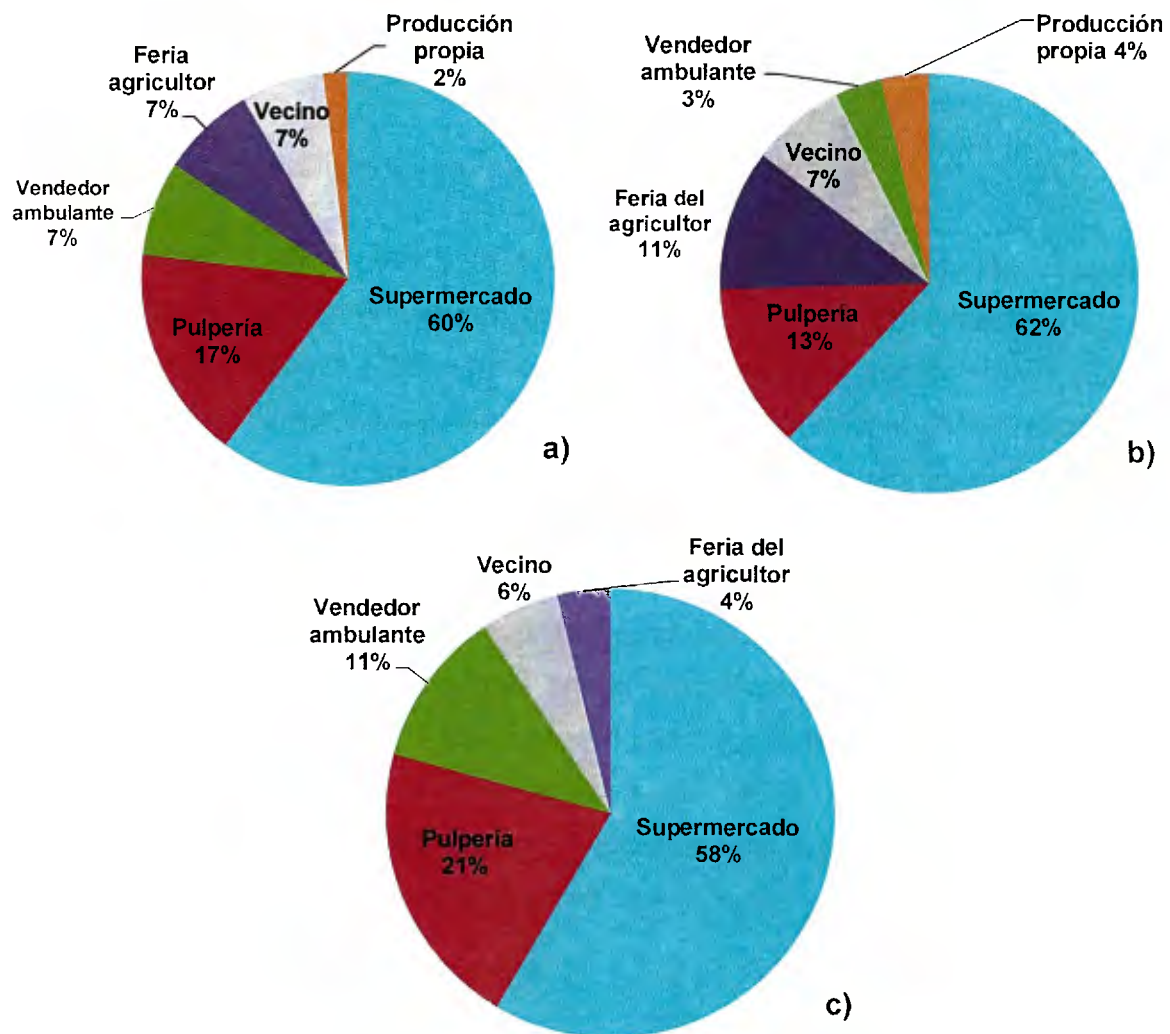 Producción
propia
2%
Feria
agricultor
7%
Vecino
7%
Vendedor
ambulante
7%
Pulpería
17%
Supermercado
60%
a)
Producción
propia 4%
Vendedor
ambulante
3%
Vecino
7%
Feria del
agricultor
11%
Pulpería
13%
Supermercado
62%
b)
Feria del
agricultor
4%
Vecino
6%
Vendedor
ambulante
11%
Pulpería
21%
Supermercado
58%
c)